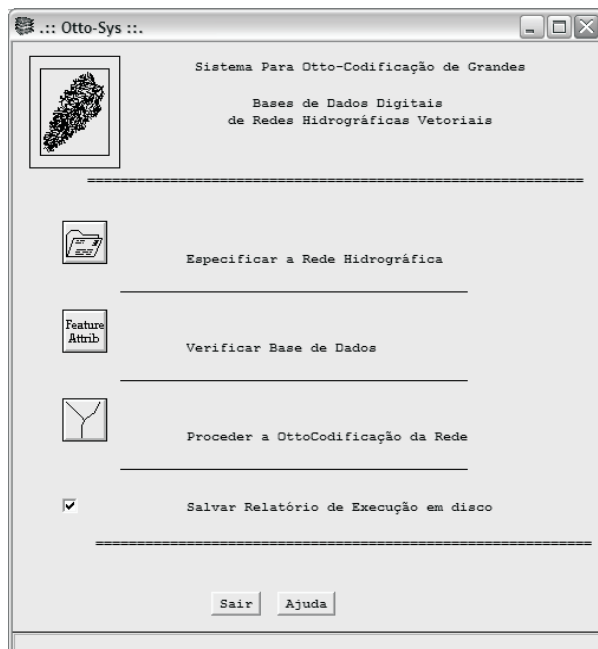 .:: Otto-Sys ::.
Sistema Para Otto-Codificação de Grandes
Bases de Dados Digitais
de Redes Hidrográficas Vetoriais
Especificar a Rede Hidrográfica
Feature
Attrib
Verificar Base de Dados
Proceder a OttoCodificação da Rede
Salvar Relatório de Execução em disco
Sair
Ajuda